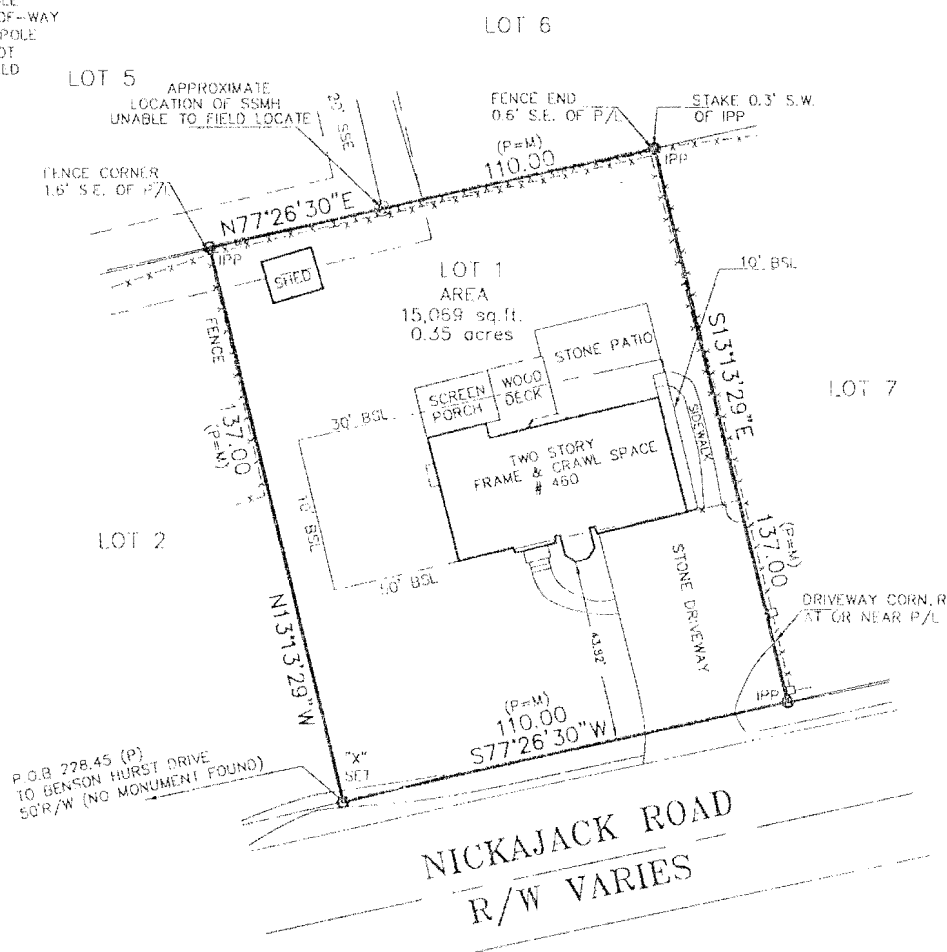 OF-WAY
POLE
LOT 6
LOT 5
APPROXIMATE
LOCATION OF SSMH
UNABLE TO FIELD LOCATE
20' SSE
FENCE END
0.6' S.E. OF P/L
STAKE 0.3' S.W.
OF IPP
(P=M)
110.00
IPP
FENCE CORNER
1.6' S.E. OF P/L
N77°26'30"E
IPP
SHED
LOT 1
AREA
15,069 sq.ft.
0.35 acres
10' BSL
FENCE
STONE PATIO
WOOD
DECK
SCREEN
PORCH
S13°13'29"E
LOT 7
30' BSL
SIDEWALK
137.00
(P=M)
TWO STORY
FRAME & CRAWL SPACE
# 460
10' BSL
LOT 2
BSL
137.00
(P=M)
STONE DRIVEWAY
N13°13'29"W
DRIVEWAY
AT OR NEAR P/L
IPP
(P=M)
110.00
S77°26'30"W
"X"
SET
P.O.B 228.45 (P)
TO BENSON HURST DRIVE
50'R/W (NO MONUMENT FOUND)
NICKAJACK ROAD
R/W VARIES